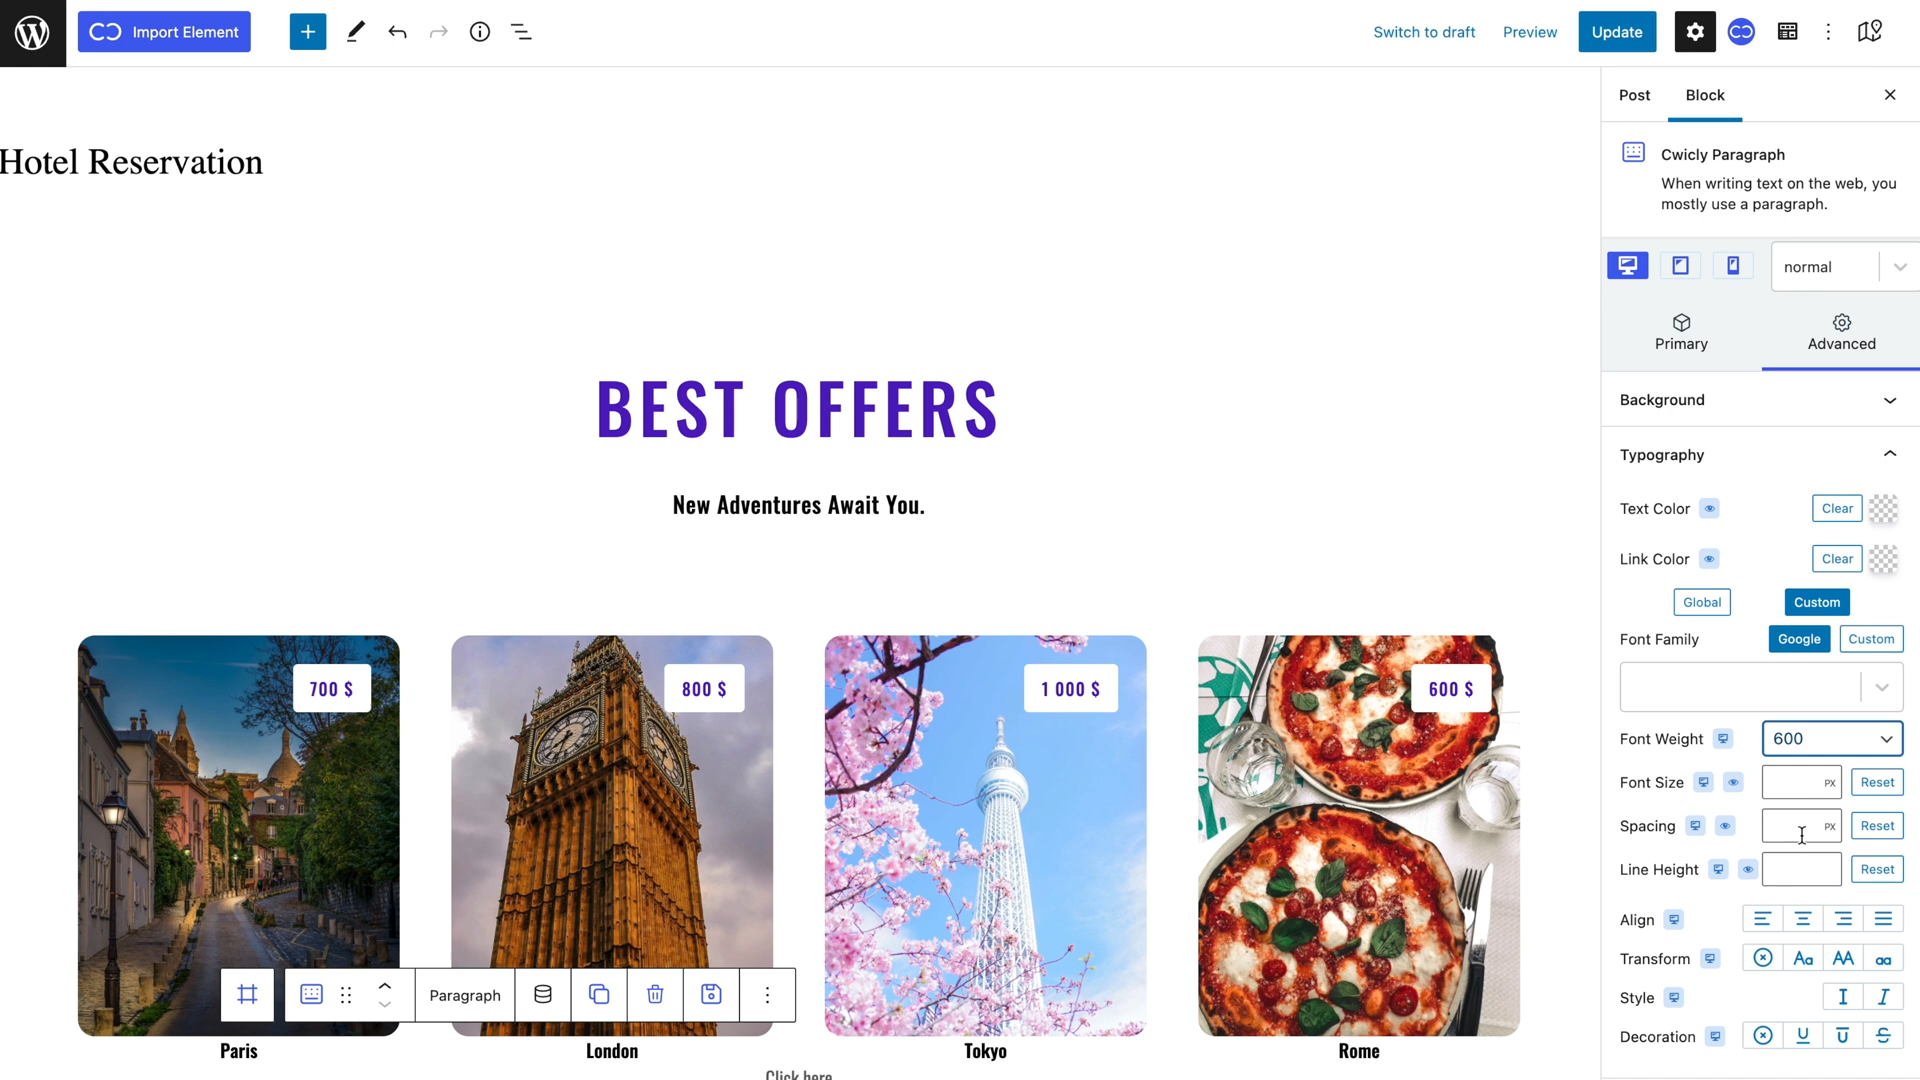 Import Element
Switch to draft
Preview
Update
Post
Block
Hotel Reservation
Cwicly Paragraph
When writing text on the web, you
mostly use a paragraph.
normal
Primary
Advanced
Background
BEST OFFERS
New Adventures Await You.
Typography
Text Color
Clear
Link Color
Clear
Global
Custom
Font Family
Google
Custom
700 $
800 $
1 000 $
600 $
Font Weight
600
Font Size
PX
Reset
Spacing
PX
Reset
Line Height
Reset
Align
Transform
Aa
AA
aa
Style
Decoration
Paragraph
Paris
London
Tokyo
Rome
Click here